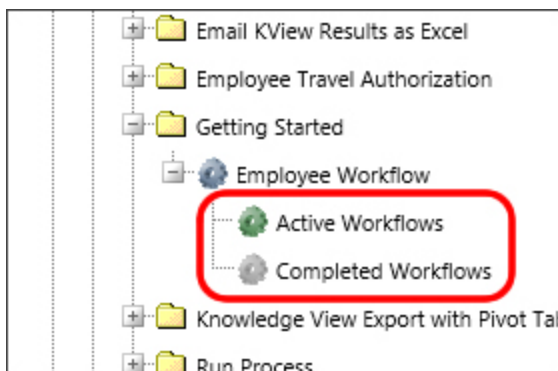 Email KView Results as Excel
Employee Travel Authorization
Getting Started
Employee Workflow
Active Workflows
Completed Workflows
Knowledge View Export with Pivot Tal
Run Process